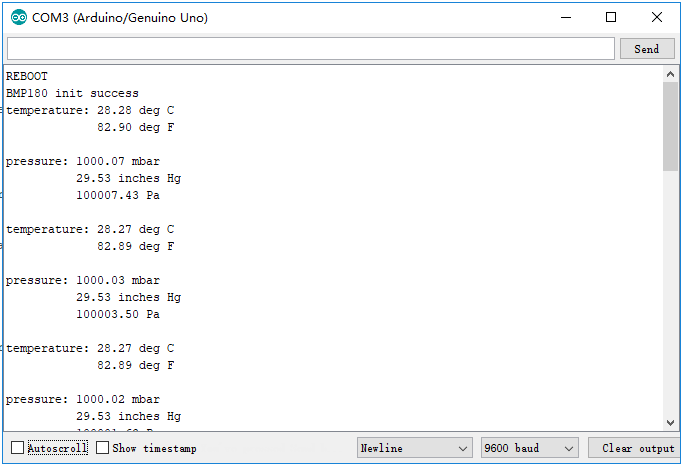 COM3 (Arduino/Genuino Uno)
Send
REBOOT
BMP180 init success
temperature: 28.28 deg C
82.90 deg F
pressure: 1000.07 mbar
29.53 inches Hg
100007.43 Pa
temperature: 28.27 deg C
82.89 deg F
pressure: 1000.03 mbar
29.53 inches Hg
100003.50 Pa
temperature: 28.27 deg C
82.89 deg F
pressure: 1000.02 mbar
29.53 inches Hg
Autoscroll Show timestamp Newline 9600 baud Clear output